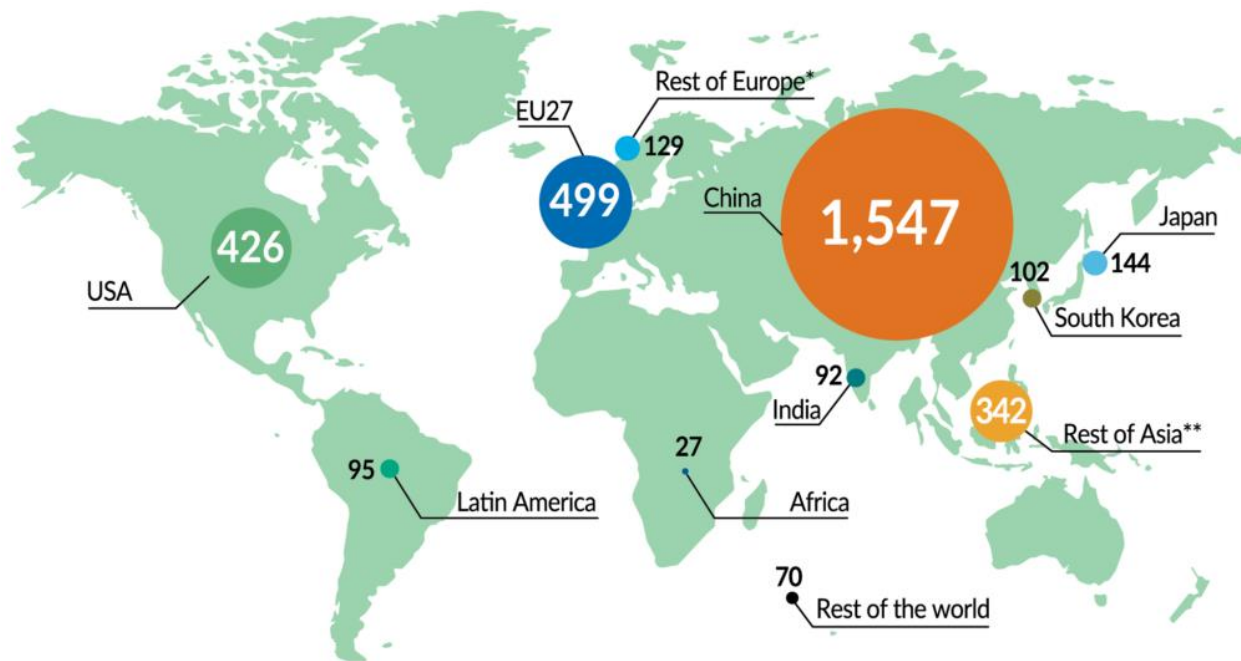 Rest of Europe*
EU27
129
499
China
1,547
Japan
426
102
144
USA
South Korea
92
India
342
Rest of Asia**
27
95
Latin America
Africa
70
Rest of the world